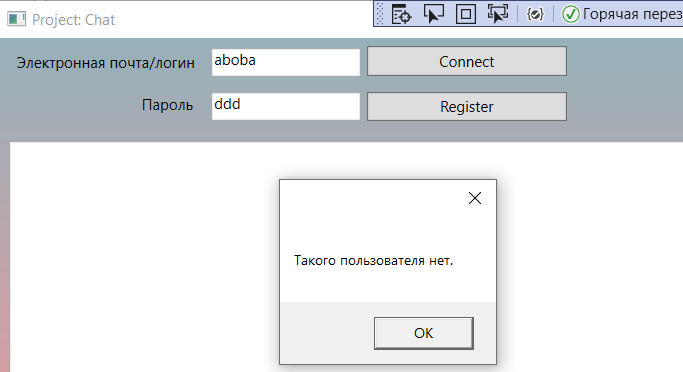 Project: Chat
Горячая перез
Электронная почта/логин
aboba
Connect
Пароль
ddd
Register
Такого пользователя нет.
OK